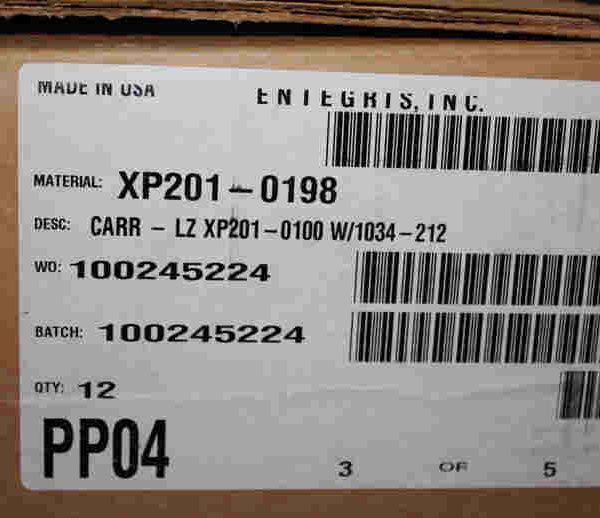 MADE IN USA
ENTEGRIS, INC.
MATERIAL: XP201-0198
DESC: CARR - LZ XP201-0100 W/1034-212
WO: 100245224
BATCH: 100245224
QTY: 12
PP04
3 OF 5